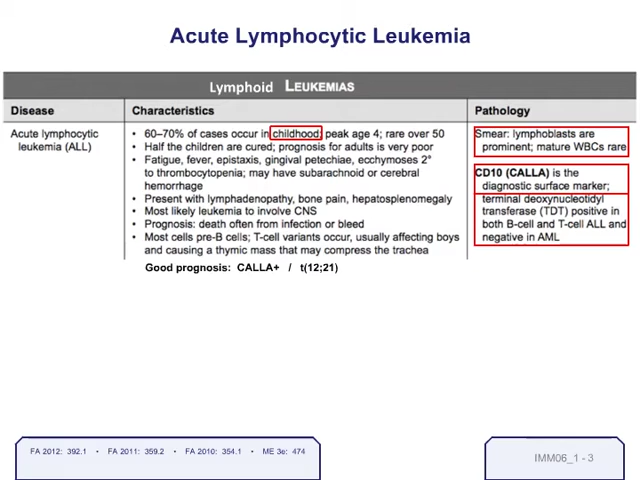 Acute Lymphocytic Leukemia
Lymphoid LEUKEMIAS
Disease
Characteristics
Pathology
Acute lymphocytic
leukemia (ALL)
• 60–70% of cases occur in childhood; peak age 4; rare over 50
• Half the children are cured; prognosis for adults is very poor
• Fatigue, fever, epistaxis, gingival petechiae, ecchymoses 2°
to thrombocytopenia; may have subarachnoid or cerebral
hemorrhage
• Present with lymphadenopathy, bone pain, hepatosplenomegaly
• Most likely leukemia to involve CNS
• Prognosis: death often from infection or bleed
• Most cells pre-B cells; T-cell variants occur, usually affecting boys
and causing a thymic mass that may compress the trachea
Smear: lymphoblasts are
prominent; mature WBCs rare
CD10 (CALLA) is the
diagnostic surface marker;
terminal deoxynucleotidyl
transferase (TDT) positive in
both B-cell and T-cell ALL and
negative in AML
Good prognosis: CALLA+ / t(12;21)
FA 2012: 392.1 • FA 2011: 359.2 • FA 2010: 354.1 • ME 3e: 474
IMM06_1 - 3